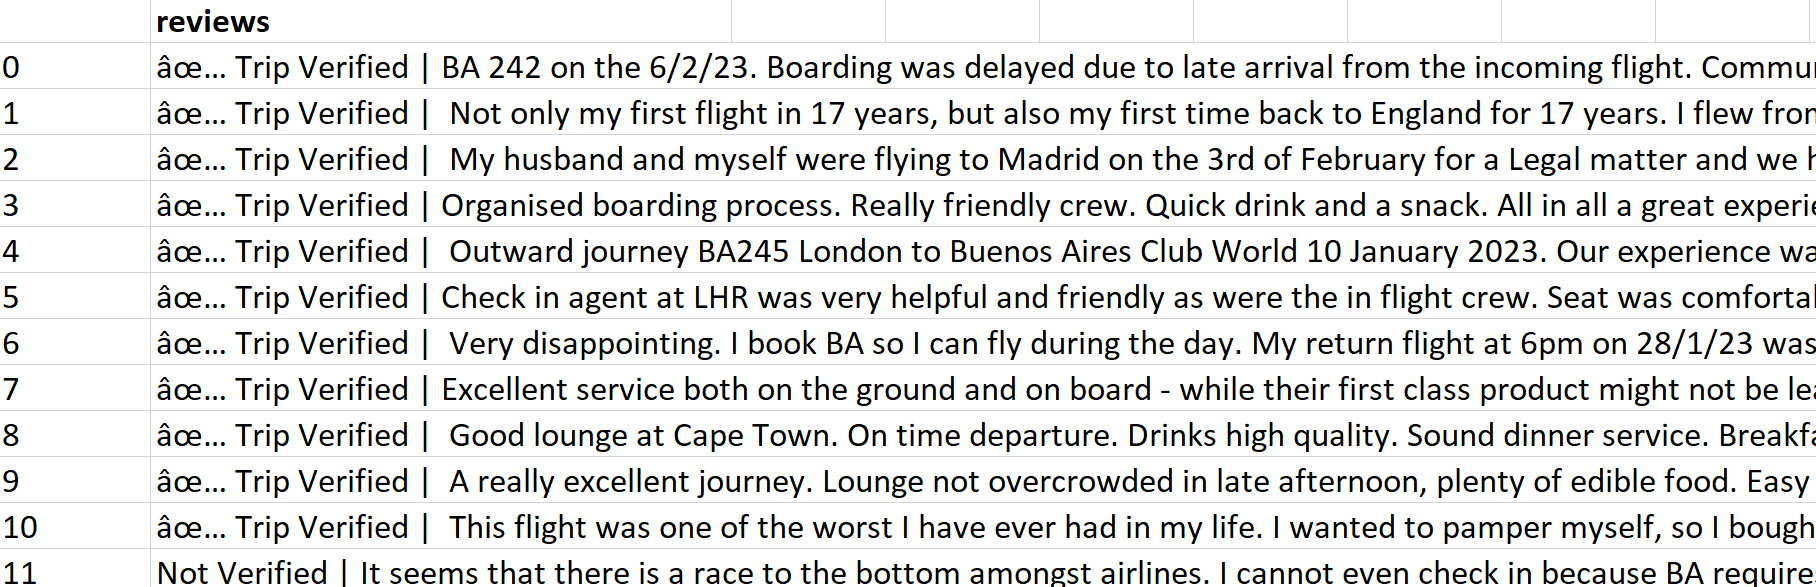 reviews
0 âœ… Trip Verified | BA 242 on the 6/2/23. Boarding was delayed due to late arrival from the incoming flight.
1 âœ… Trip Verified |  Not only my first flight in 17 years, but also my first time back to England for 17 years. I flew from
2 âœ… Trip Verified |  My husband and myself were flying to Madrid on the 3rd of February for a Legal matter and we
3 âœ… Trip Verified | Organised boarding process. Really friendly crew. Quick drink and a snack. All in all a great
4 âœ… Trip Verified |  Outward journey BA245 London to Buenos Aires Club World 10 January 2023. Our experience
5 âœ… Trip Verified | Check in agent at LHR was very helpful and friendly as were the in flight crew. Seat was
6 âœ… Trip Verified |  Very disappointing. I book BA so I can fly during the day. My return flight at 6pm on 28/1/23 was
7 âœ… Trip Verified | Excellent service both on the ground and on board - while their first class product might not be
8 âœ… Trip Verified |  Good lounge at Cape Town. On time departure. Drinks high quality. Sound dinner service.
9 âœ… Trip Verified |  A really excellent journey. Lounge not overcrowded in late afternoon, plenty of edible food. Easy
10 âœ… Trip Verified |  This flight was one of the worst I have ever had in my life. I wanted to pamper myself, so I bough
11 Not Verified | It seems that there is a race to the bottom amongst airlines. I cannot even check in because BA require